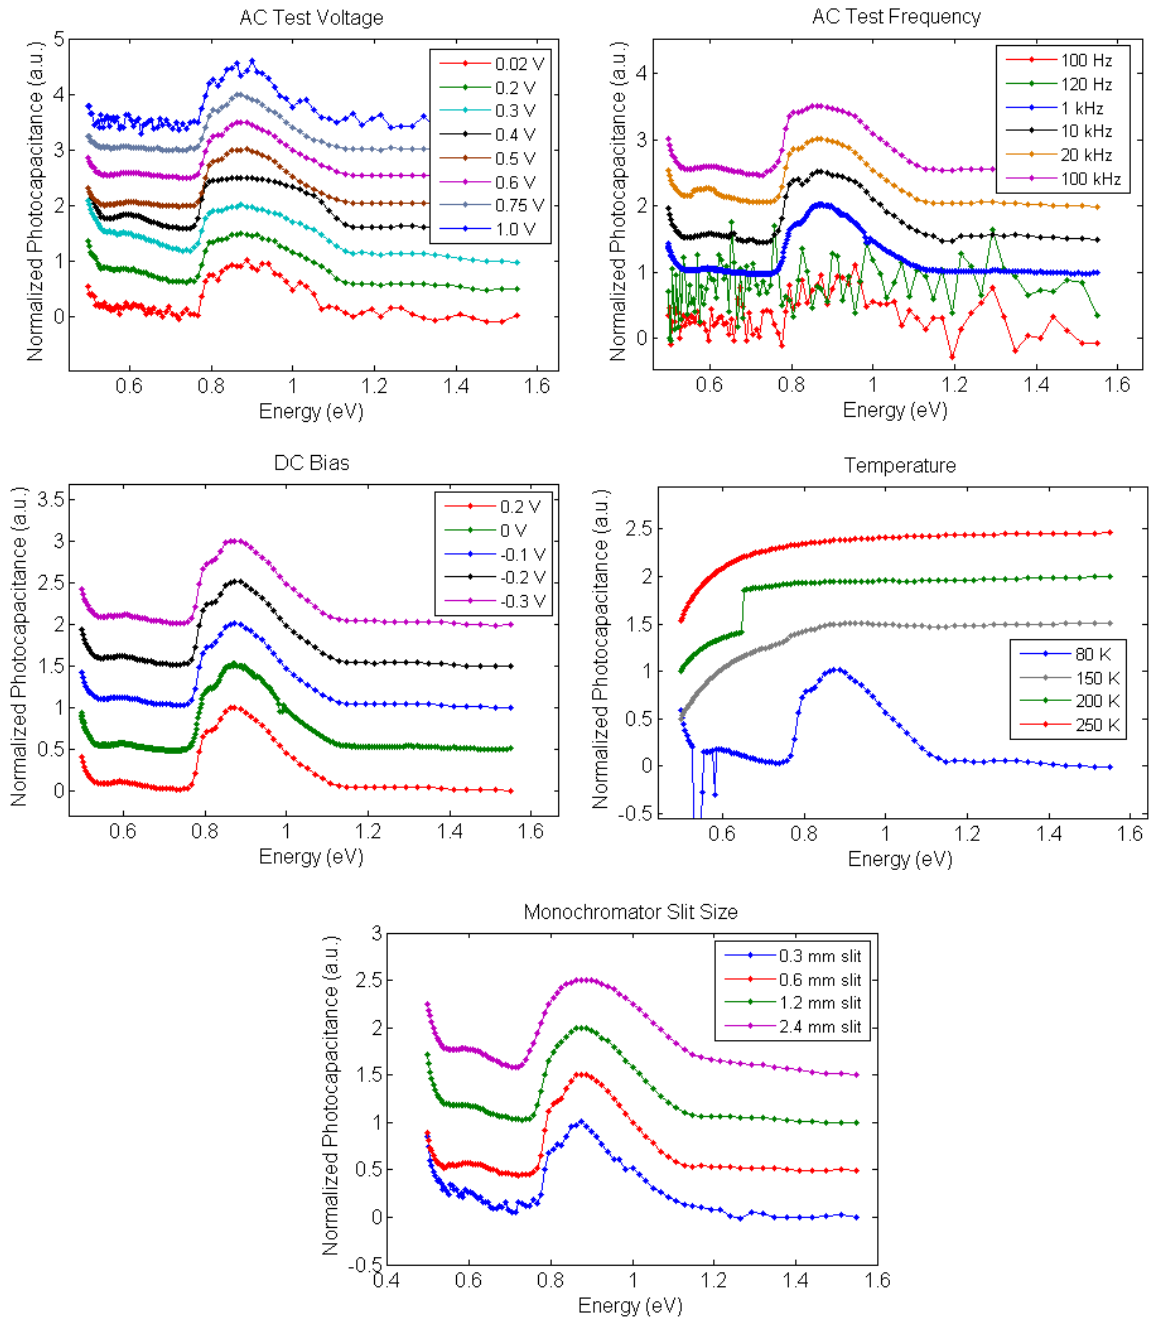 AC Test Voltage
Normalized Photocapacitance (a.u.)
5
4
3
2
1
0
0.6 0.8 1 1.2 1.4 1.6
Energy (eV)
0.02 V
0.2 V
0.3 V
0.4 V
0.5 V
0.6 V
0.75 V
1.0 V
AC Test Frequency
Normalized Photocapacitance (a.u.)
4
3
2
1
0
0.6 0.8 1 1.2 1.4 1.6
Energy (eV)
100 Hz
120 Hz
1 kHz
10 kHz
20 kHz
100 kHz
DC Bias
Normalized Photocapacitance (a.u.)
3.5
3
2.5
2
1.5
1
0.5
0
0.6 0.8 1 1.2 1.4 1.6
Energy (eV)
0.2 V
0 V
-0.1 V
-0.2 V
-0.3 V
Temperature
Normalized Photocapacitance (a.u.)
2.5
2
1.5
1
0.5
0
-0.5
0.6 0.8 1 1.2 1.4 1.6
Energy (eV)
80 K
150 K
200 K
250 K
Monochromator Slit Size
Normalized Photocapacitance (a.u.)
3
2.5
2
1.5
1
0.5
0
-0.5
0.4 0.6 0.8 1 1.2 1.4 1.6
Energy (eV)
0.3 mm slit
0.6 mm slit
1.2 mm slit
2.4 mm slit